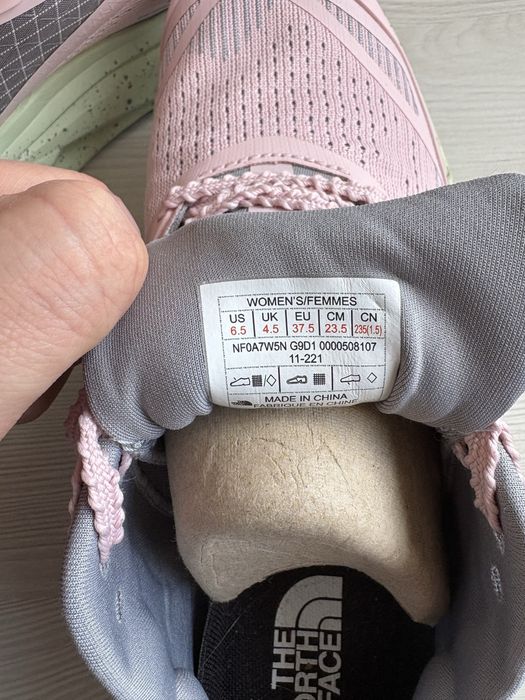 WOMEN'S/FEMMES
US UK EU CM CN
6.5 4.5 37.5 23.5 235(1.5)
NF0A7W5N G9D1 0000508107
11-221
MADE IN CHINA
FABRIQUE EN CHINE
THE
NORTH
FACE